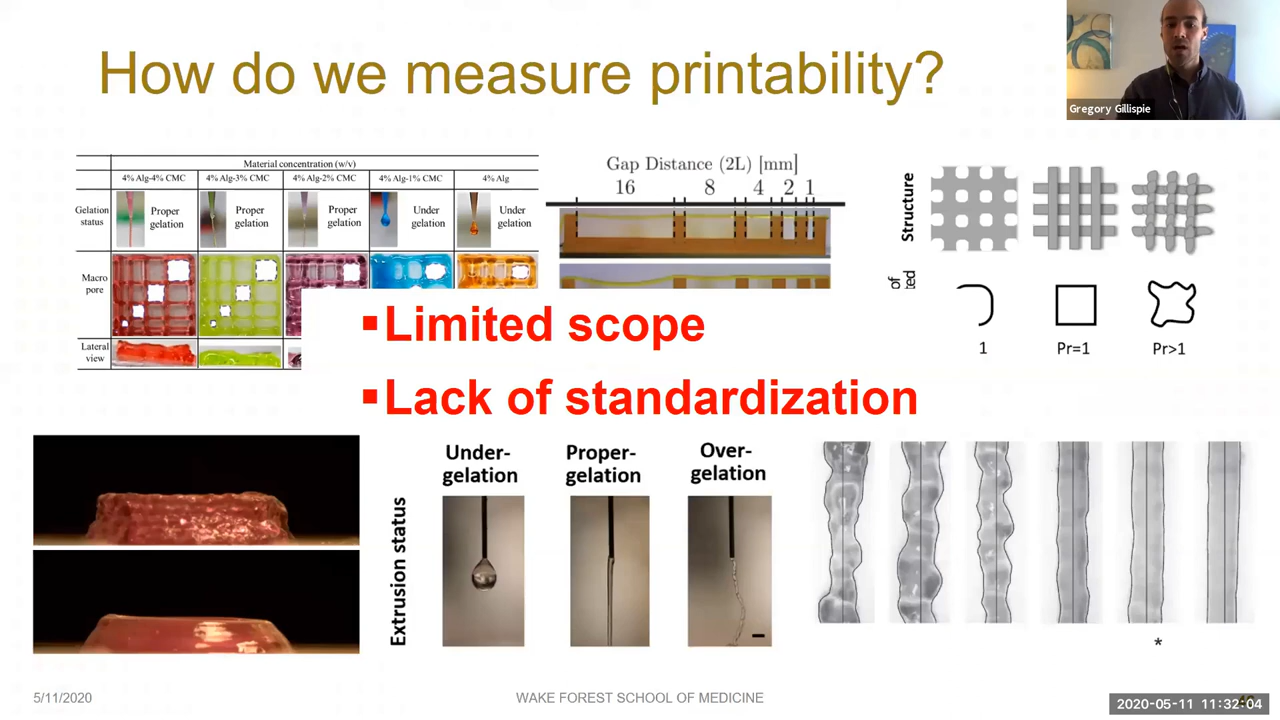 How do we measure printability?
Gregory Gillispie
Material concentration (w/v)
4% Alg-4% CMC 4% Alg-3% CMC 4% Alg-2% CMC 4% Alg-1% CMC 4% Alg
Gelation status
Proper gelation
Proper gelation
Proper gelation
Under gelation
Under gelation
Macro pore
Lateral view
Gap Distance (2L) [mm]
16 8 4 2 1
Structure
of
1 Pr=1 Pr>1
▪Limited scope
▪Lack of standardization
Extrusion status
Under-gelation
Proper-gelation
Over-gelation
*
5/11/2020
WAKE FOREST SCHOOL OF MEDICINE
2020-05-11 11:32:04